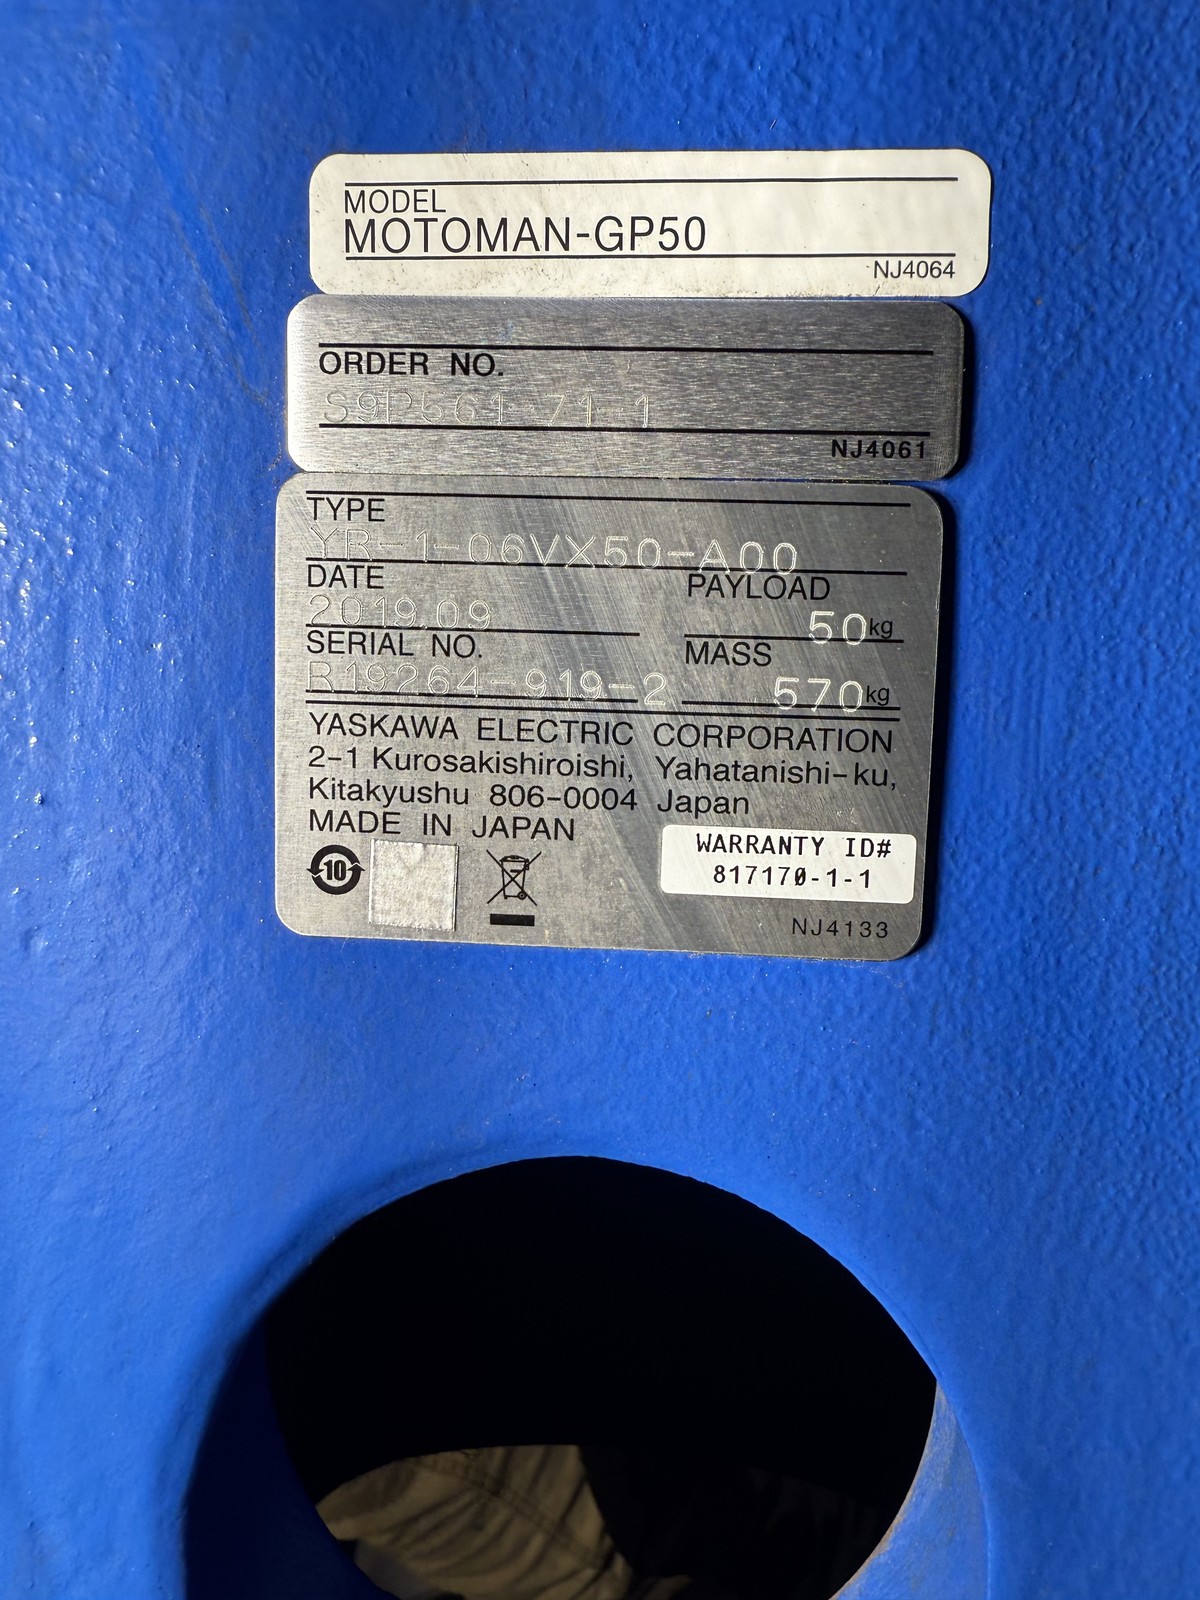 MODEL
MOTOMAN-GP50
NJ4064
ORDER NO.
S9P561-71-1
NJ4061
TYPE
YR-1-06VX50-A00
DATE
2019.09
PAYLOAD
50kg
SERIAL NO.
R19264-919-2
MASS
570kg
YASKAWA ELECTRIC CORPORATION
2-1 Kurosakishiroishi, Yahatanishi-ku,
Kitakyushu 806-0004 Japan
MADE IN JAPAN
10
WARRANTY ID#
817170-1-1
NJ4133